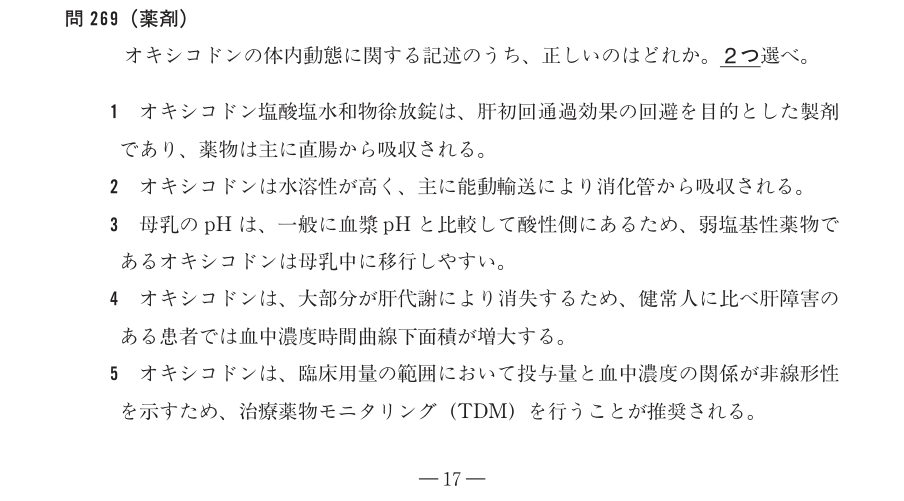 問 269（薬剤）
オキシコドンの体内動態に関する記述のうち、正しいのはどれか。２つ選べ。
1　オキシコドン塩酸塩水和物徐放錠は、肝初回通過効果の回避を目的とした製剤
であり、薬物は主に直腸から吸収される。
2　オキシコドンは水溶性が高く、主に能動輸送により消化管から吸収される。
3　母乳の pH は、一般に血漿 pH と比較して酸性側にあるため、弱塩基性薬物で
あるオキシコドンは母乳中に移行しやすい。
4　オキシコドンは、大部分が肝代謝により消失するため、健常人に比べ肝障害の
ある患者では血中濃度時間曲線下面積が増大する。
5　オキシコドンは、臨床用量の範囲において投与量と血中濃度の関係が非線形性
を示すため、治療薬物モニタリング（TDM）を行うことが推奨される。
— 17 —